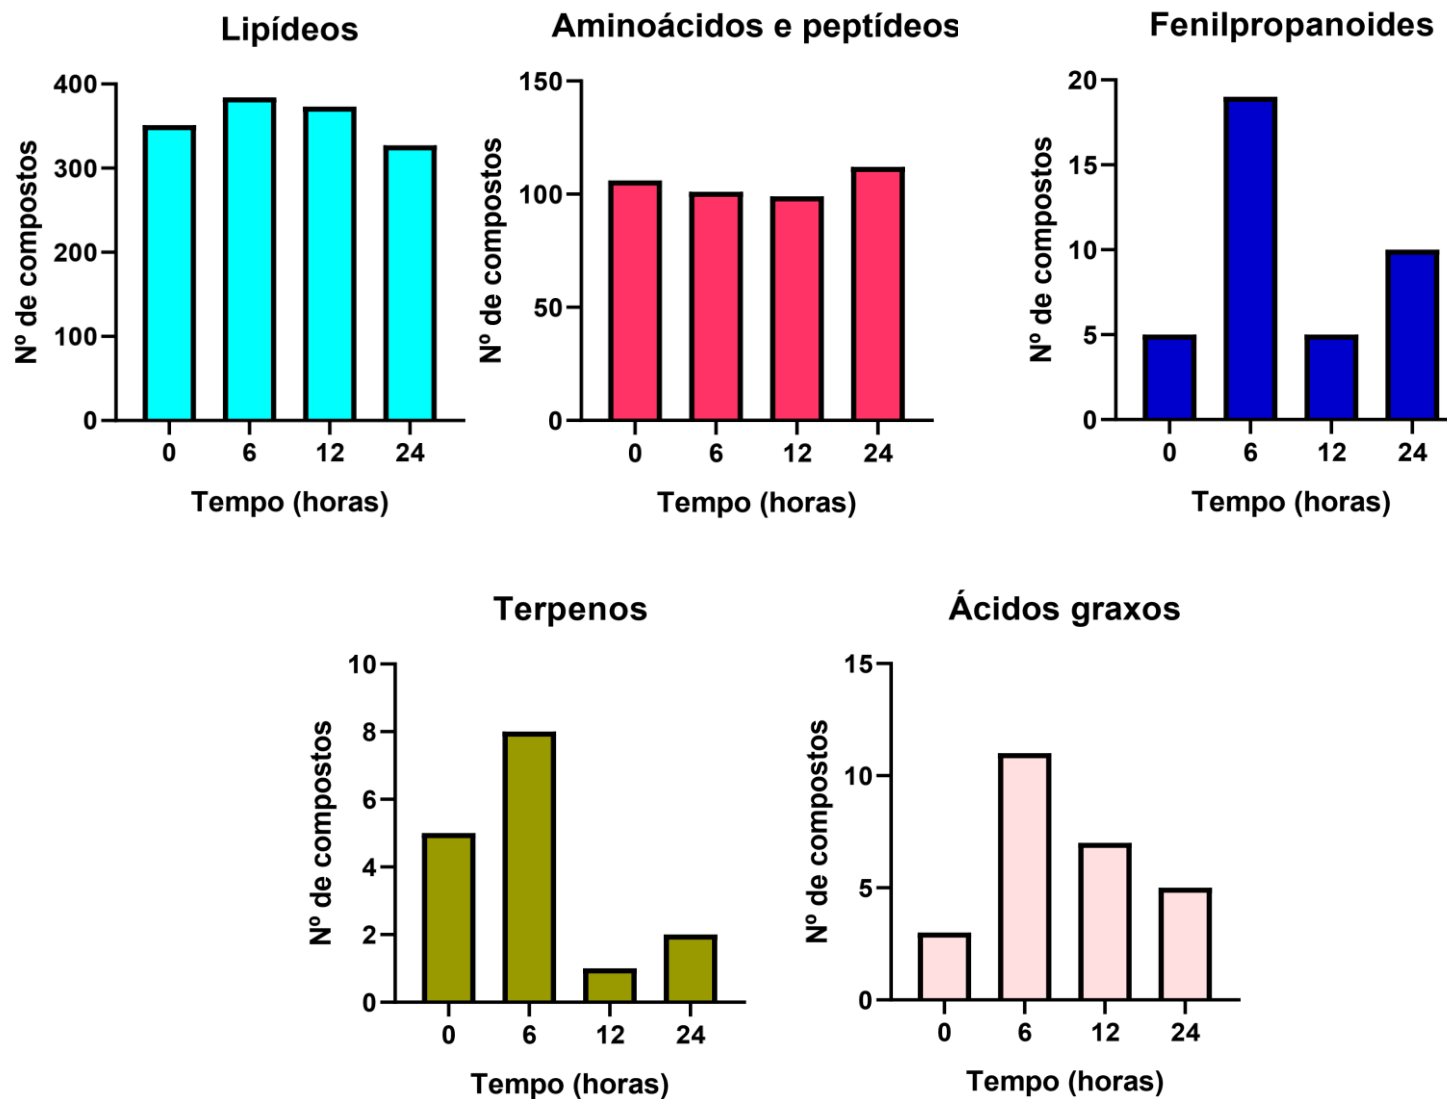 Lipídeos
400
300
200
100
0
Nº de compostos
0 6 12 24
Tempo (horas)
Aminoácidos e peptídeos
150
100
50
0
Nº de compostos
0 6 12 24
Tempo (horas)
Fenilpropanoides
20
15
10
5
0
Nº de compostos
0 6 12 24
Tempo (horas)
Terpenos
10
8
6
4
2
0
Nº de compostos
0 6 12 24
Tempo (horas)
Ácidos graxos
15
10
5
0
Nº de compostos
0 6 12 24
Tempo (horas)